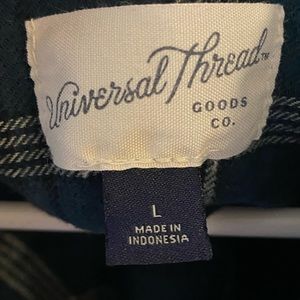 Universal Thread™
GOODS
CO.
L
MADE IN
INDONESIA